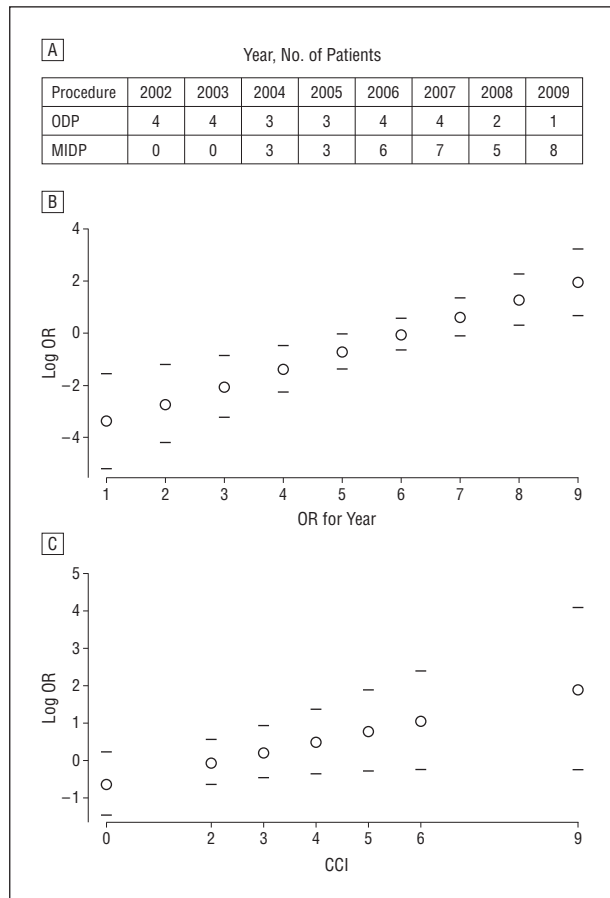 A
Year, No. of Patients
Procedure 2002 2003 2004 2005 2006 2007 2008 2009
ODP 4 4 3 3 4 4 2 1
MIDP 0 0 3 3 6 7 5 8
B
4
2
0
−2
−4
Log OR
1 2 3 4 5 6 7 8 9
OR for Year
C
5
4
3
2
1
0
−1
Log OR
0 2 3 4 5 6 9
CCI